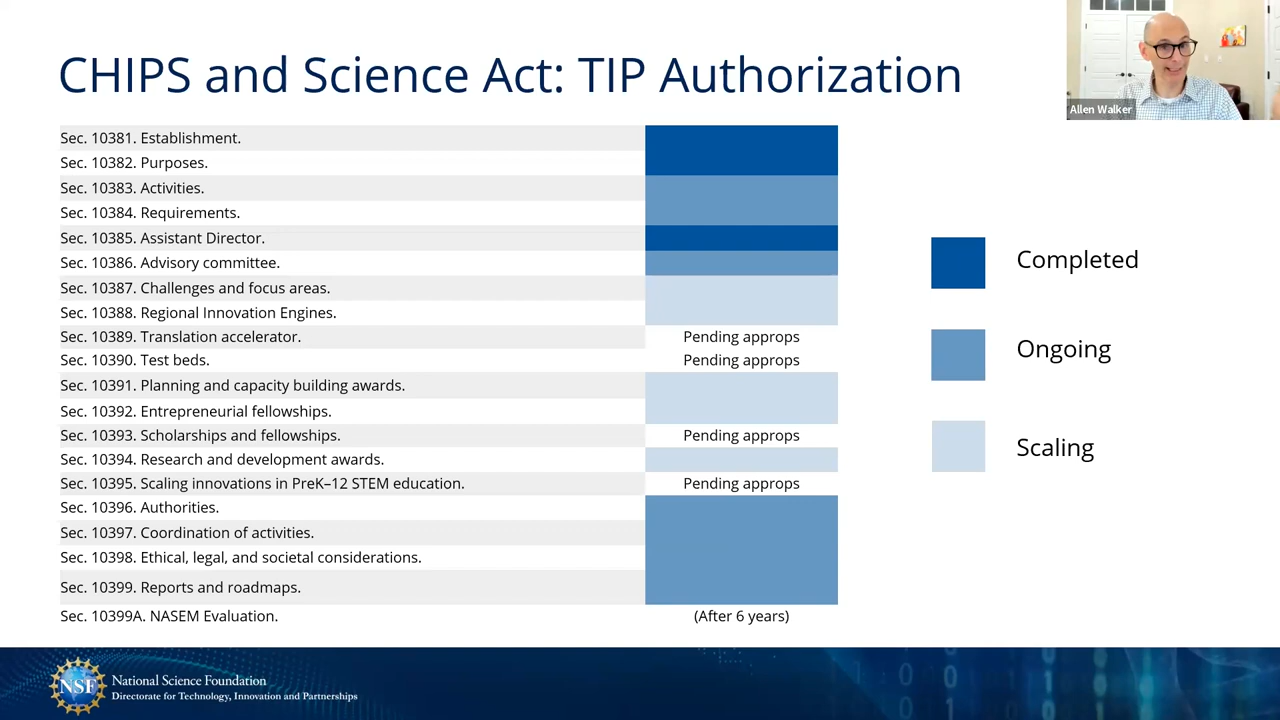 CHIPS and Science Act: TIP Authorization
Allen Walker
Sec. 10381. Establishment.
Sec. 10382. Purposes.
Sec. 10383. Activities.
Sec. 10384. Requirements.
Sec. 10385. Assistant Director.
Sec. 10386. Advisory committee.
Sec. 10387. Challenges and focus areas.
Sec. 10388. Regional Innovation Engines.
Sec. 10389. Translation accelerator. Pending approps
Sec. 10390. Test beds. Pending approps
Sec. 10391. Planning and capacity building awards.
Sec. 10392. Entrepreneurial fellowships.
Sec. 10393. Scholarships and fellowships. Pending approps
Sec. 10394. Research and development awards.
Sec. 10395. Scaling innovations in PreK–12 STEM education. Pending approps
Sec. 10396. Authorities.
Sec. 10397. Coordination of activities.
Sec. 10398. Ethical, legal, and societal considerations.
Sec. 10399. Reports and roadmaps.
Sec. 10399A. NASEM Evaluation. (After 6 years)
Completed
Ongoing
Scaling
NSF
National Science Foundation
Directorate for Technology, Innovation and Partnerships